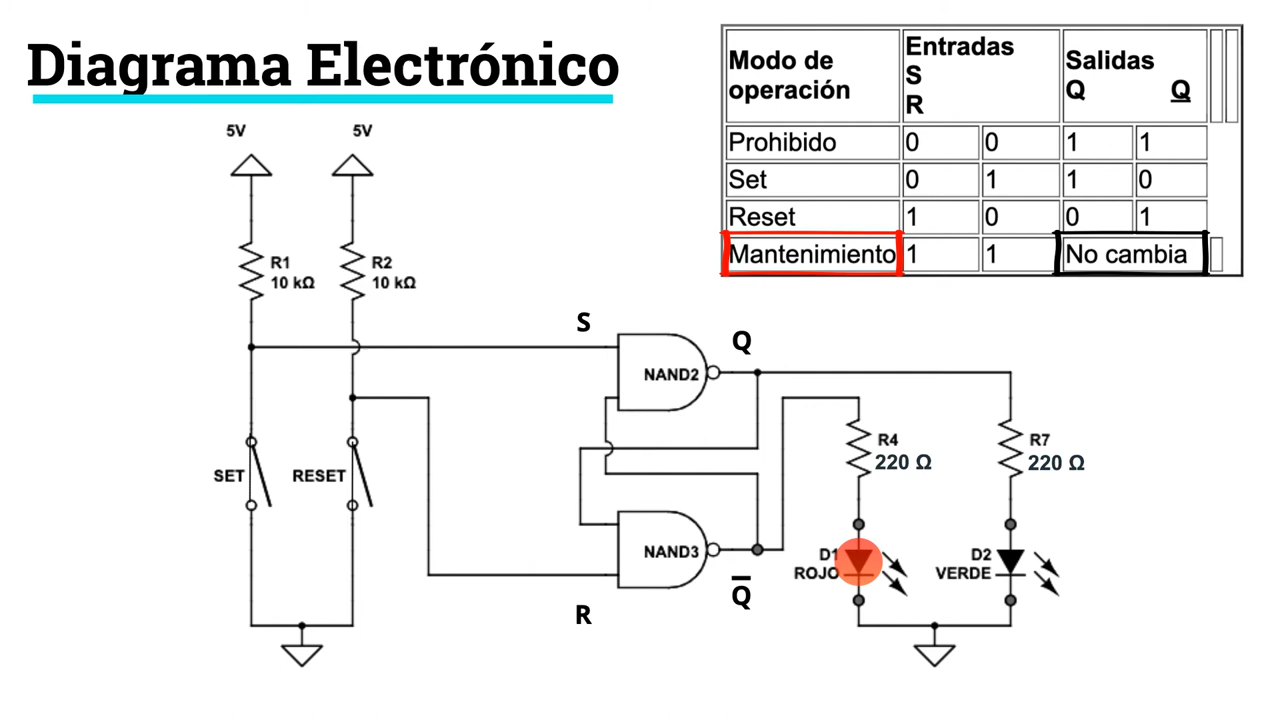 Diagrama Electrónico
Modo de operación
Entradas
S
R
Salidas
Q Q
Prohibido 0 0 1 1
Set 0 1 1 0
Reset 1 0 0 1
Mantenimiento 1 1 No cambia
5V 5V
R1
10 kΩ
R2
10 kΩ
S
Q
NAND2
R4
220 Ω
R7
220 Ω
SET
RESET
NAND3
D1
ROJO
D2
VERDE
Q
R